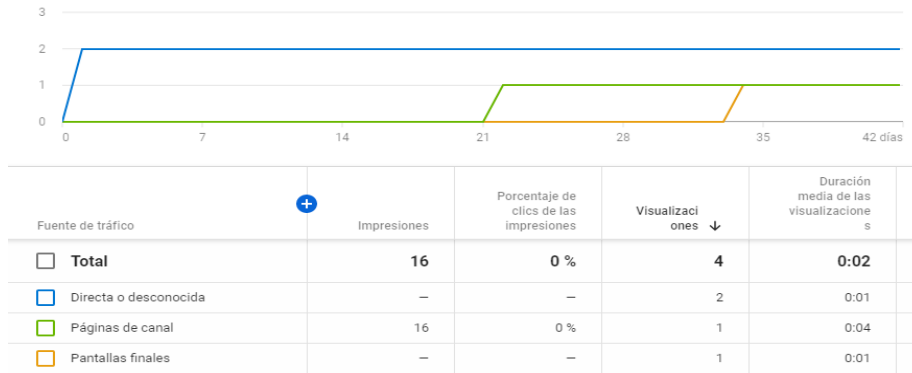 3
2
1
0
0 7 14 21 28 35 42 días
Fuente de tráfico
Impresiones
Porcentaje de
clics de las
impresiones
Visualizaci
ones
Duración
media de las
visualizacione
s
Total 16 0 % 4 0:02
Directa o desconocida — — 2 0:01
Páginas de canal 16 0 % 1 0:04
Pantallas finales — — 1 0:01